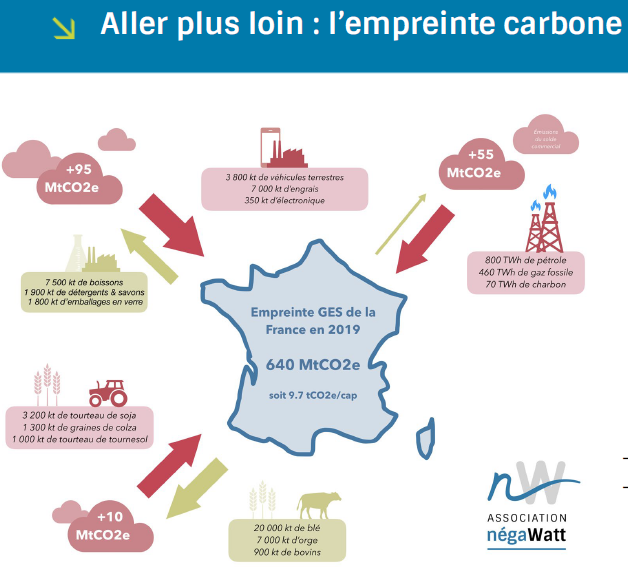 Aller plus loin : l’empreinte carbone
+95
MtCO2e
3 800 kt de véhicules terrestres
7 000 kt d'engrais
350 kt d'électronique
+55
MtCO2e
Emissions
du solde
commercial
7 500 kt de boissons
1 900 kt de détergents & savons
1 800 kt d'emballages en verre
800 TWh de pétrole
460 TWh de gaz fossile
70 TWh de charbon
Empreinte GES de la
France en 2019
640 MtCO2e
soit 9.7 tCO2e/cap
3 200 kt de tourteau de soja
1 300 kt de graines de colza
1 000 kt de tourteau de tournesol
+10
MtCO2e
20 000 kt de blé
7 000 kt d'orge
900 kt de bovins
nW
ASSOCIATION
négaWatt